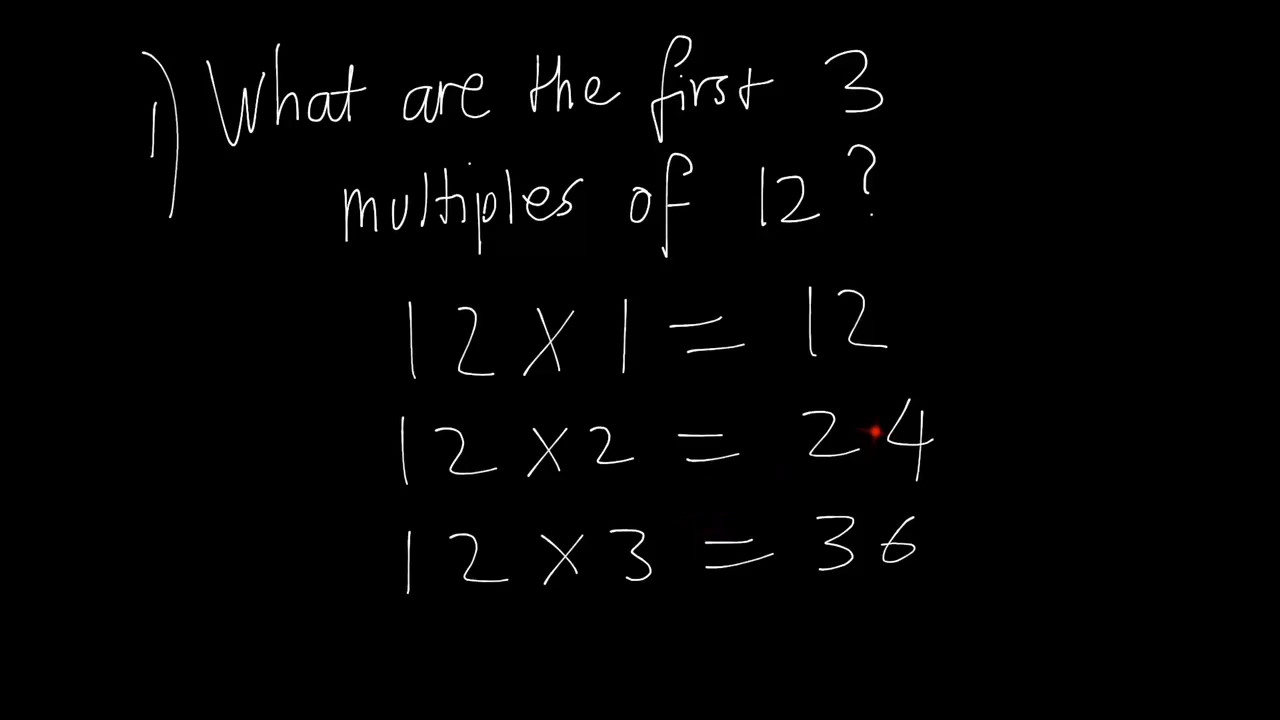 1) What are the first 3
multiples of 12?
12 x 1 = 12
12 x 2 = 24
12 x 3 = 36